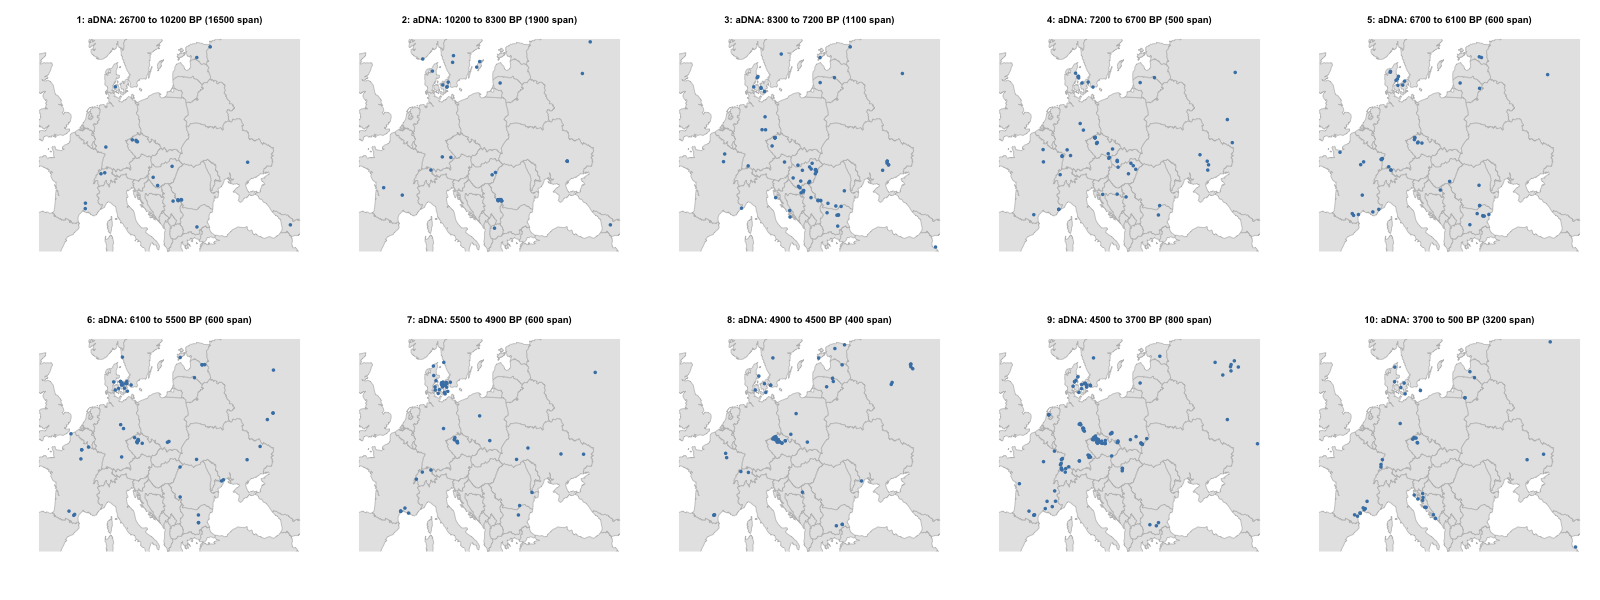 1: aDNA: 26700 to 10200 BP (16500 span)
2: aDNA: 10200 to 8300 BP (1900 span)
3: aDNA: 8300 to 7200 BP (1100 span)
4: aDNA: 7200 to 6700 BP (500 span)
5: aDNA: 6700 to 6100 BP (600 span)
6: aDNA: 6100 to 5500 BP (600 span)
7: aDNA: 5500 to 4900 BP (600 span)
8: aDNA: 4900 to 4500 BP (400 span)
9: aDNA: 4500 to 3700 BP (800 span)
10: aDNA: 3700 to 500 BP (3200 span)